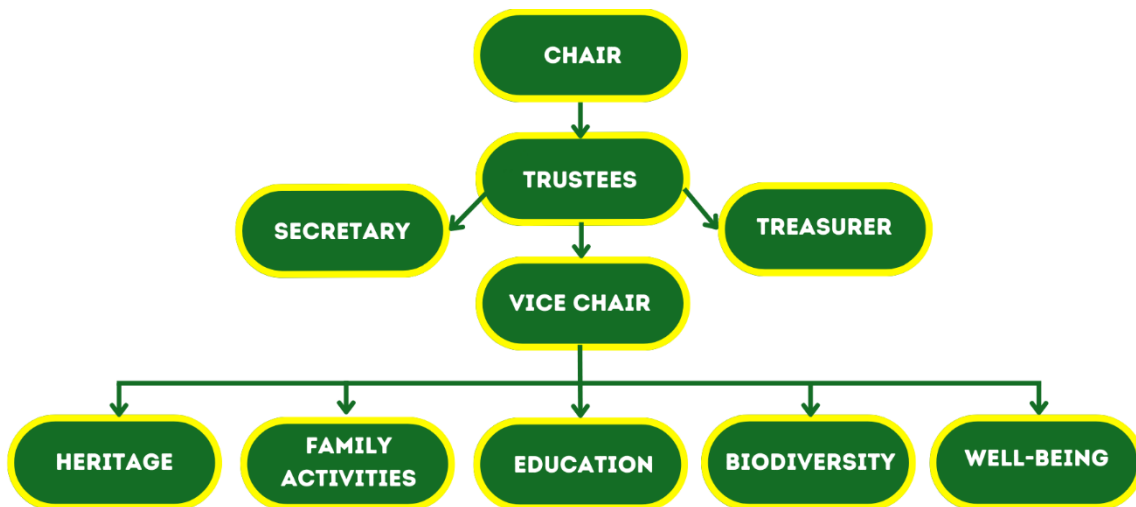 CHAIR
TRUSTEES
SECRETARY
TREASURER
VICE CHAIR
HERITAGE
FAMILY
ACTIVITIES
EDUCATION
BIODIVERSITY
WELL-BEING